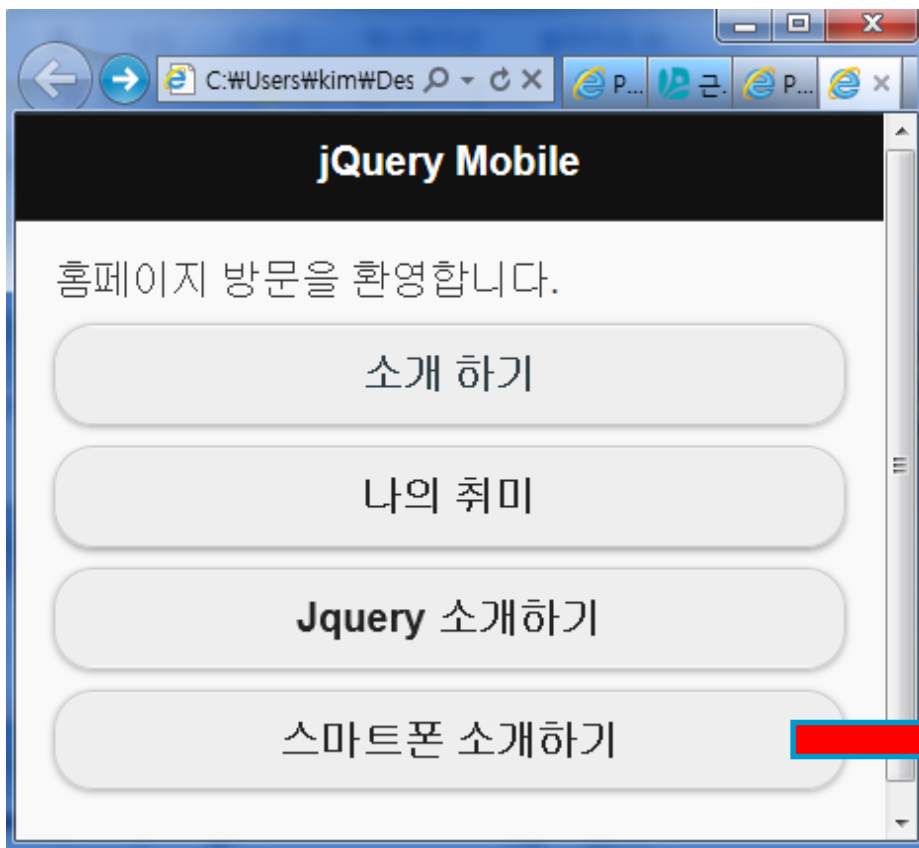 C:₩Users₩kim₩Des
P...
근.
P...
jQuery Mobile
홈페이지 방문을 환영합니다.
소개 하기
나의 취미
Jquery 소개하기
스마트폰 소개하기